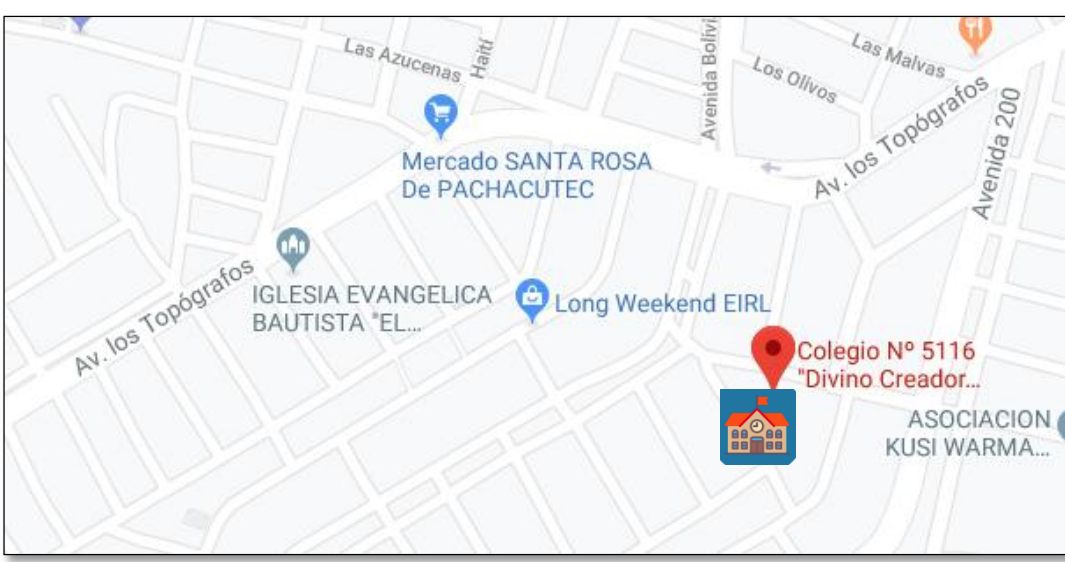 Las Azucenas
Haití
Avenida Bolivi
Los Olivos
Las Malvas
Av. los Topógrafos
Avenida 200
Mercado SANTA ROSA
De PACHACUTEC
Av. los Topógrafos
IGLESIA EVANGELICA
BAUTISTA "EL...
Long Weekend EIRL
Colegio Nº 5116
"Divino Creador...
ASOCIACION
KUSI WARMA...